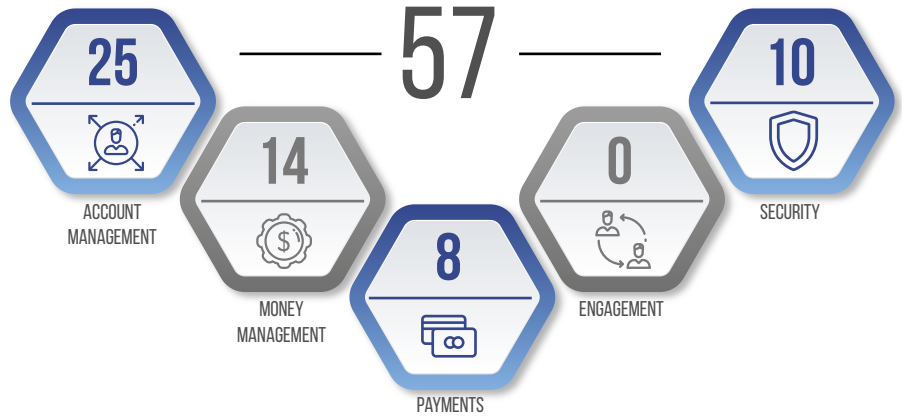 57
25
ACCOUNT
MANAGEMENT
14
$
MONEY
MANAGEMENT
8
PAYMENTS
0
ENGAGEMENT
10
SECURITY